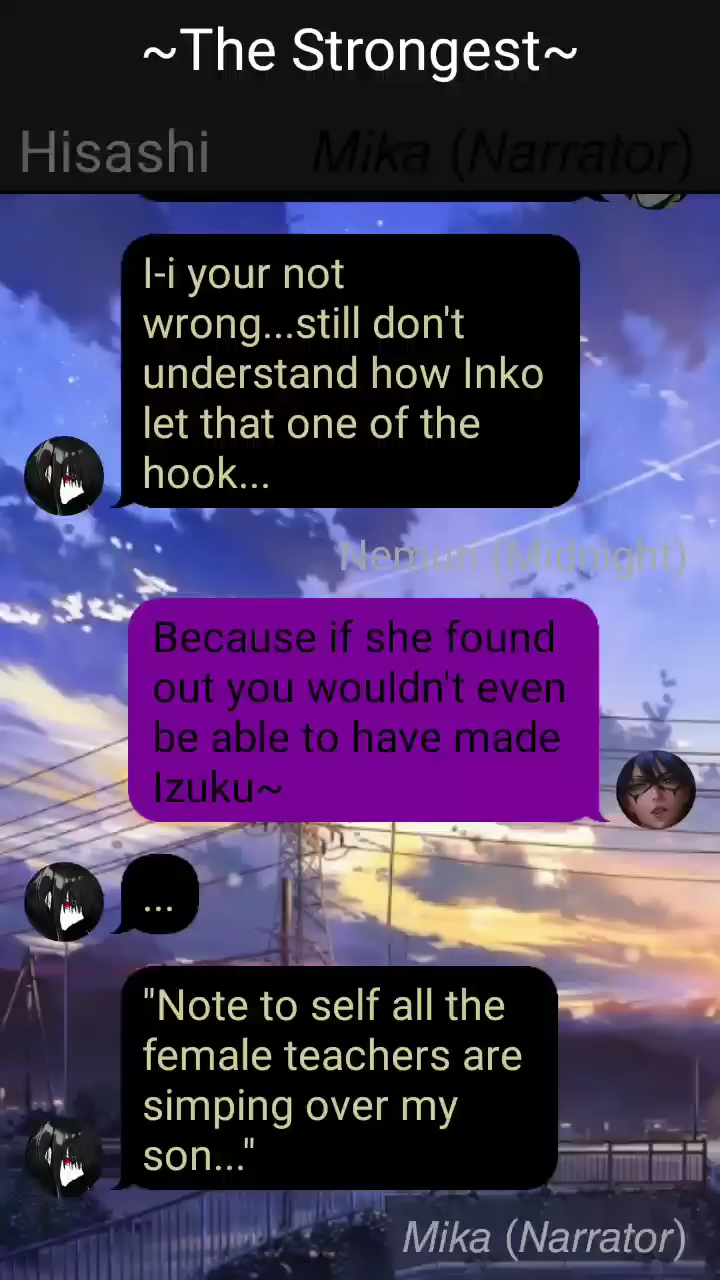 ~The Strongest~
Hisashi
Mika (Narrator)
I-i your not
wrong...still don't
understand how Inko
let that one of the
hook...
Nemuri (Midnight)
Because if she found
out you wouldn't even
be able to have made
Izuku~
...
"Note to self all the
female teachers are
simping over my
son..."
Mika (Narrator)